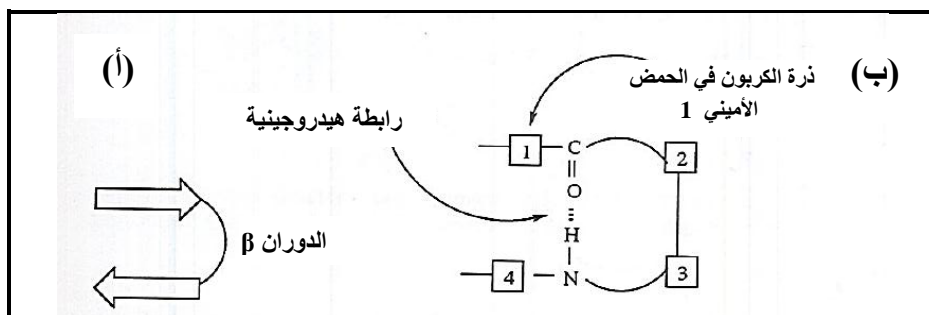 (أ)
(ب)
ذرة الكربون في الحمض
الأميني 1
رابطة هيدروجينية
1
C
2
O
H
الدوران β
4
N
3